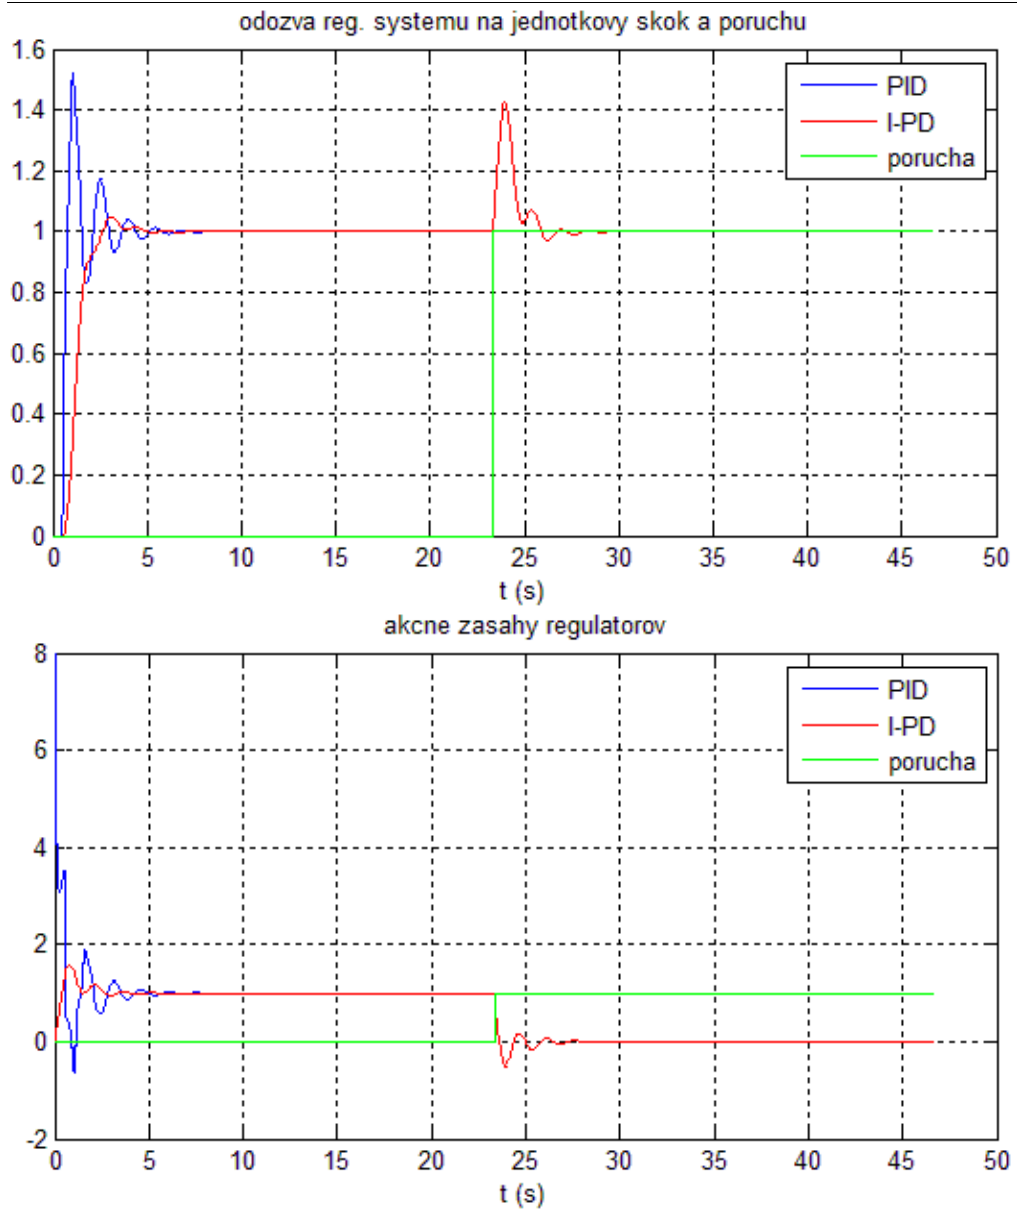 odozva reg. systemu na jednotkovy skok a poruchu
1.6
1.4
1.2
1
0.8
0.6
0.4
0.2
0
PID
I-PD
porucha
0 5 10 15 20 25 30 35 40 45 50
t (s)
akcne zasahy regulatorov
8
6
4
2
0
-2
PID
I-PD
porucha
0 5 10 15 20 25 30 35 40 45 50
t (s)